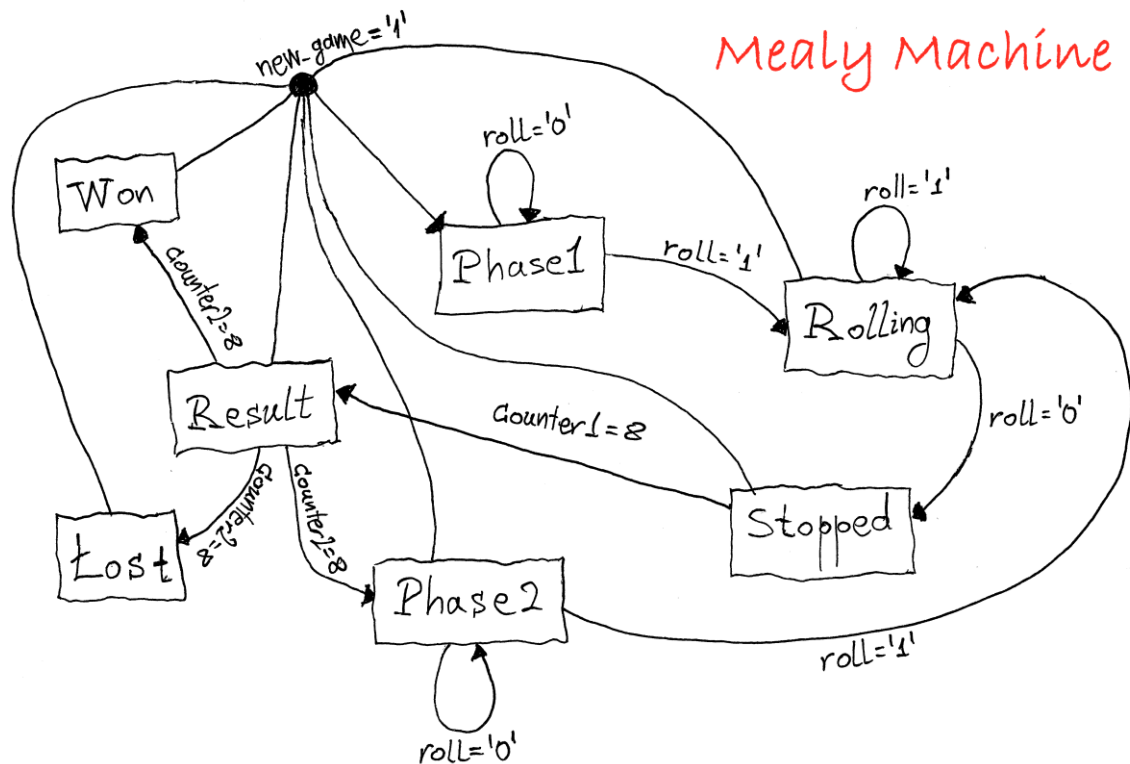 new_game='1'
Mealy Machine
roll='0'
Won
roll='1'
Phase1
roll='1'
counter2=8
Rolling
Result
counter1=8
roll='0'
counter2=8
counter2=8
Stopped
Lost
Phase2
roll='1'
roll='0'